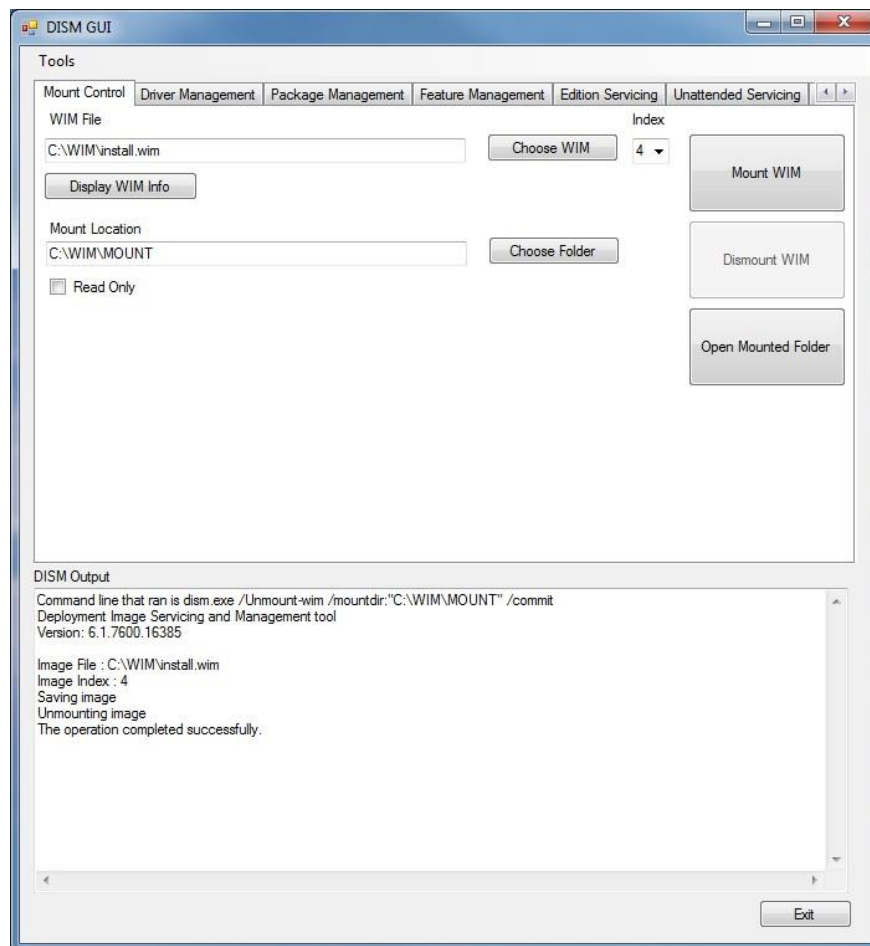 DISM GUI
Tools
Mount Control Driver Management Package Management Feature Management Edition Servicing Unattended Servicing
WIM File Index
C:\WIM\install.wim Choose WIM 4
Mount WIM
Display WIM Info
Mount Location
C:\WIM\MOUNT Choose Folder
Dismount WIM
Read Only
Open Mounted Folder
DISM Output
Command line that ran is dism.exe /Unmount-wim /mountdir:"C:\WIM\MOUNT" /commit
Deployment Image Servicing and Management tool
Version: 6.1.7600.16385
Image File : C:\WIM\install.wim
Image Index : 4
Saving image
Unmounting image
The operation completed successfully.
Exit